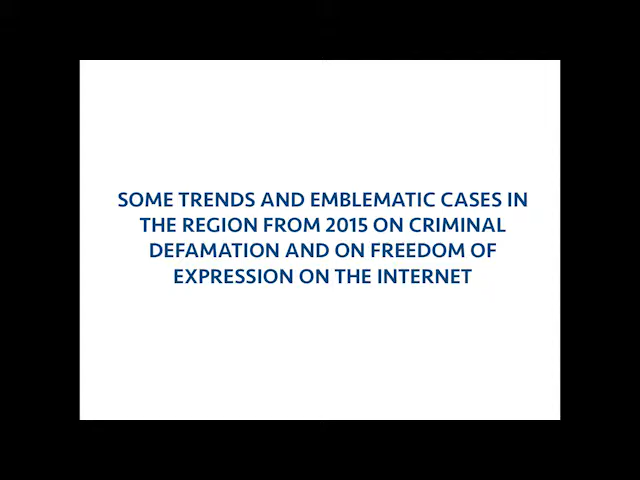 SOME TRENDS AND EMBLEMATIC CASES IN
THE REGION FROM 2015 ON CRIMINAL
DEFAMATION AND ON FREEDOM OF
EXPRESSION ON THE INTERNET